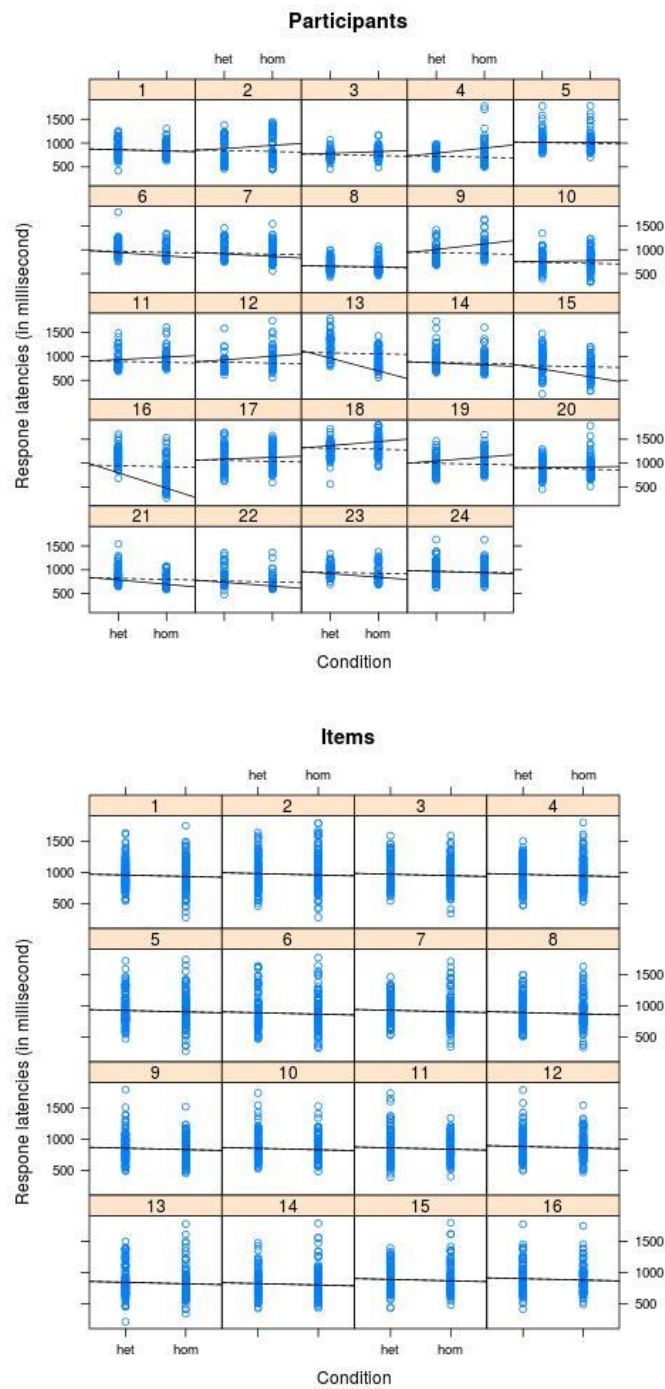 Participants
het hom het hom
1 2 3 4 5
1500
1000
500
6 7 8 9 10
1500
1000
500
11 12 13 14 15
1500
1000
500
16 17 18 19 20
1500
1000
500
21 22 23 24
1500
1000
500
het hom het hom
Condition
Respone latencies (in millisecond)
Items
het hom het hom
1 2 3 4
1500
1000
500
5 6 7 8
1500
1000
500
9 10 11 12
1500
1000
500
13 14 15 16
1500
1000
500
het hom het hom
Condition
Respone latencies (in millisecond)